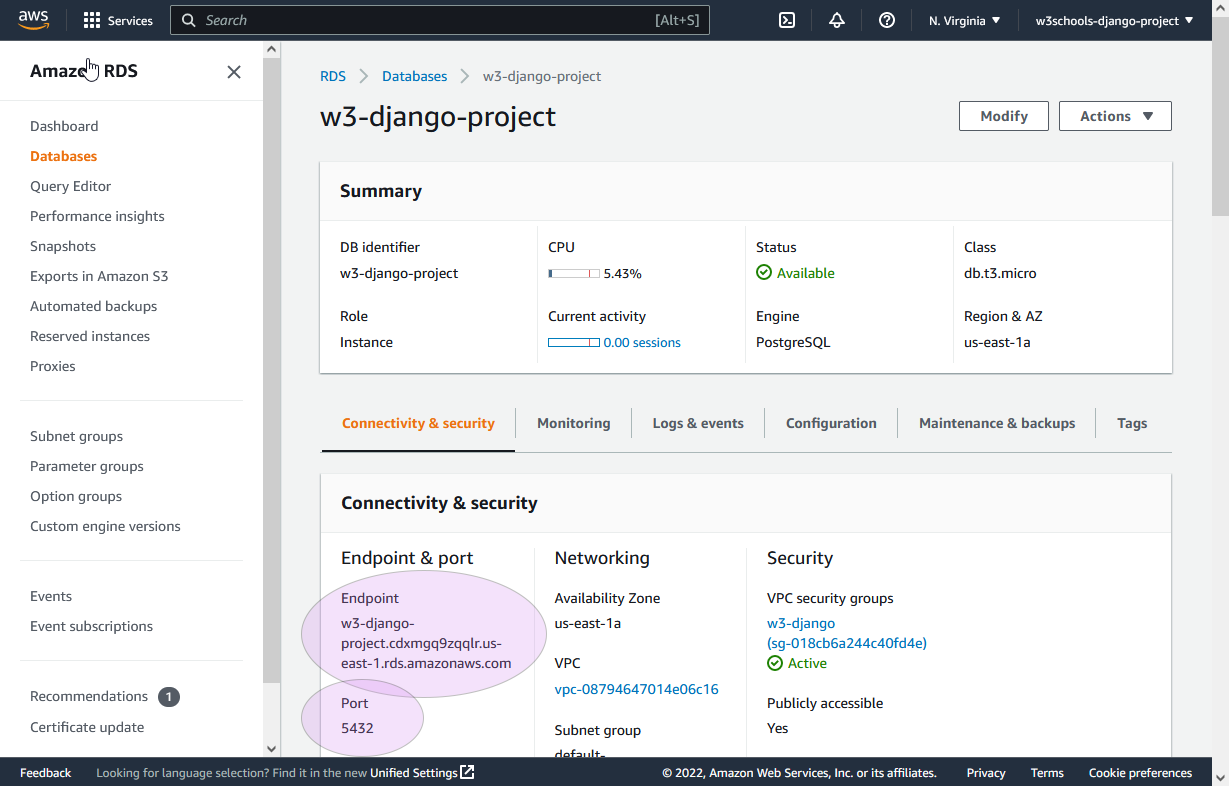 aws
Services
Search
[Alt+S]
N. Virginia
w3schools-django-project
Amazo RDS
Dashboard
Databases
Query Editor
Performance insights
Snapshots
Exports in Amazon S3
Automated backups
Reserved instances
Proxies
Subnet groups
Parameter groups
Option groups
Custom engine versions
Events
Event subscriptions
Recommendations 1
Certificate update
RDS > Databases > w3-django-project
w3-django-project
Modify
Actions
Summary
DB identifier
w3-django-project
CPU
5.43%
Status
Available
Class
db.t3.micro
Role
Instance
Current activity
0.00 sessions
Engine
PostgreSQL
Region & AZ
us-east-1a
Connectivity & security
Monitoring
Logs & events
Configuration
Maintenance & backups
Tags
Connectivity & security
Endpoint & port
Endpoint
w3-django-
project.cdxmgq9zqqlr.us-
east-1.rds.amazonaws.com
Port
5432
Networking
Availability Zone
us-east-1a
VPC
vpc-08794647014e06c16
Subnet group
default-
Security
VPC security groups
w3-django
(sg-018cb6a244c40fd4e)
Active
Publicly accessible
Yes
Feedback
Looking for language selection? Find it in the new Unified Settings
© 2022, Amazon Web Services, Inc. or its affiliates.
Privacy
Terms
Cookie preferences